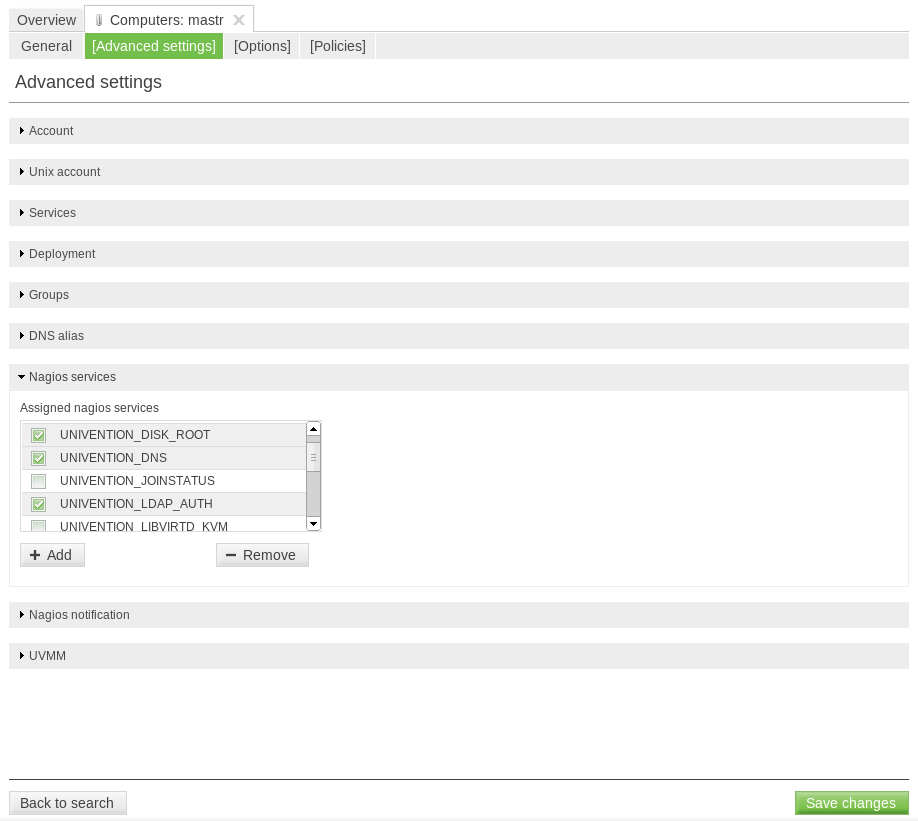 Overview Computers: mastr
General [Advanced settings] [Options] [Policies]
Advanced settings
Account
Unix account
Services
Deployment
Groups
DNS alias
Nagios services
Assigned nagios services
UNIVENTION_DISK_ROOT
UNIVENTION_DNS
UNIVENTION_JOINSTATUS
UNIVENTION_LDAP_AUTH
UNIVENTION_LIBVIRTD_KVM
Add Remove
Nagios notification
UVMM
Back to search Save changes